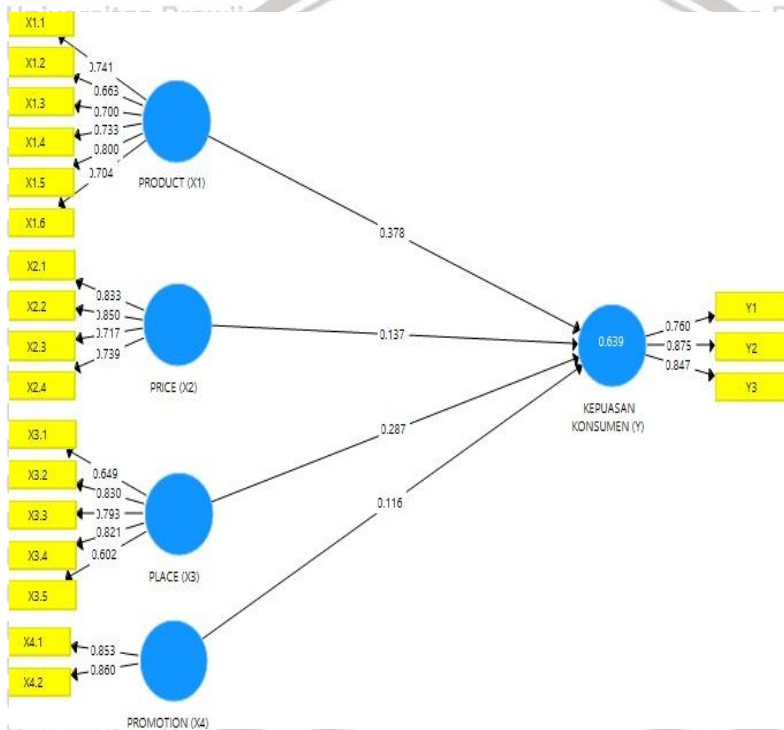 X1.1
X1.2
X1.3
X1.4
X1.5
X1.6
0.741
0.663
0.700
0.733
0.800
0.704
PRODUCT (X1)
0.378
X2.1
X2.2
X2.3
X2.4
0.833
0.850
0.717
0.739
PRICE (X2)
0.137
X3.1
X3.2
X3.3
X3.4
X3.5
0.649
0.830
0.793
0.821
0.602
PLACE (X3)
0.287
X4.1
X4.2
0.853
0.860
PROMOTION (X4)
0.116
0.639
KEPUASAN
KONSUMEN (Y)
0.760
0.875
0.847
Y1
Y2
Y3